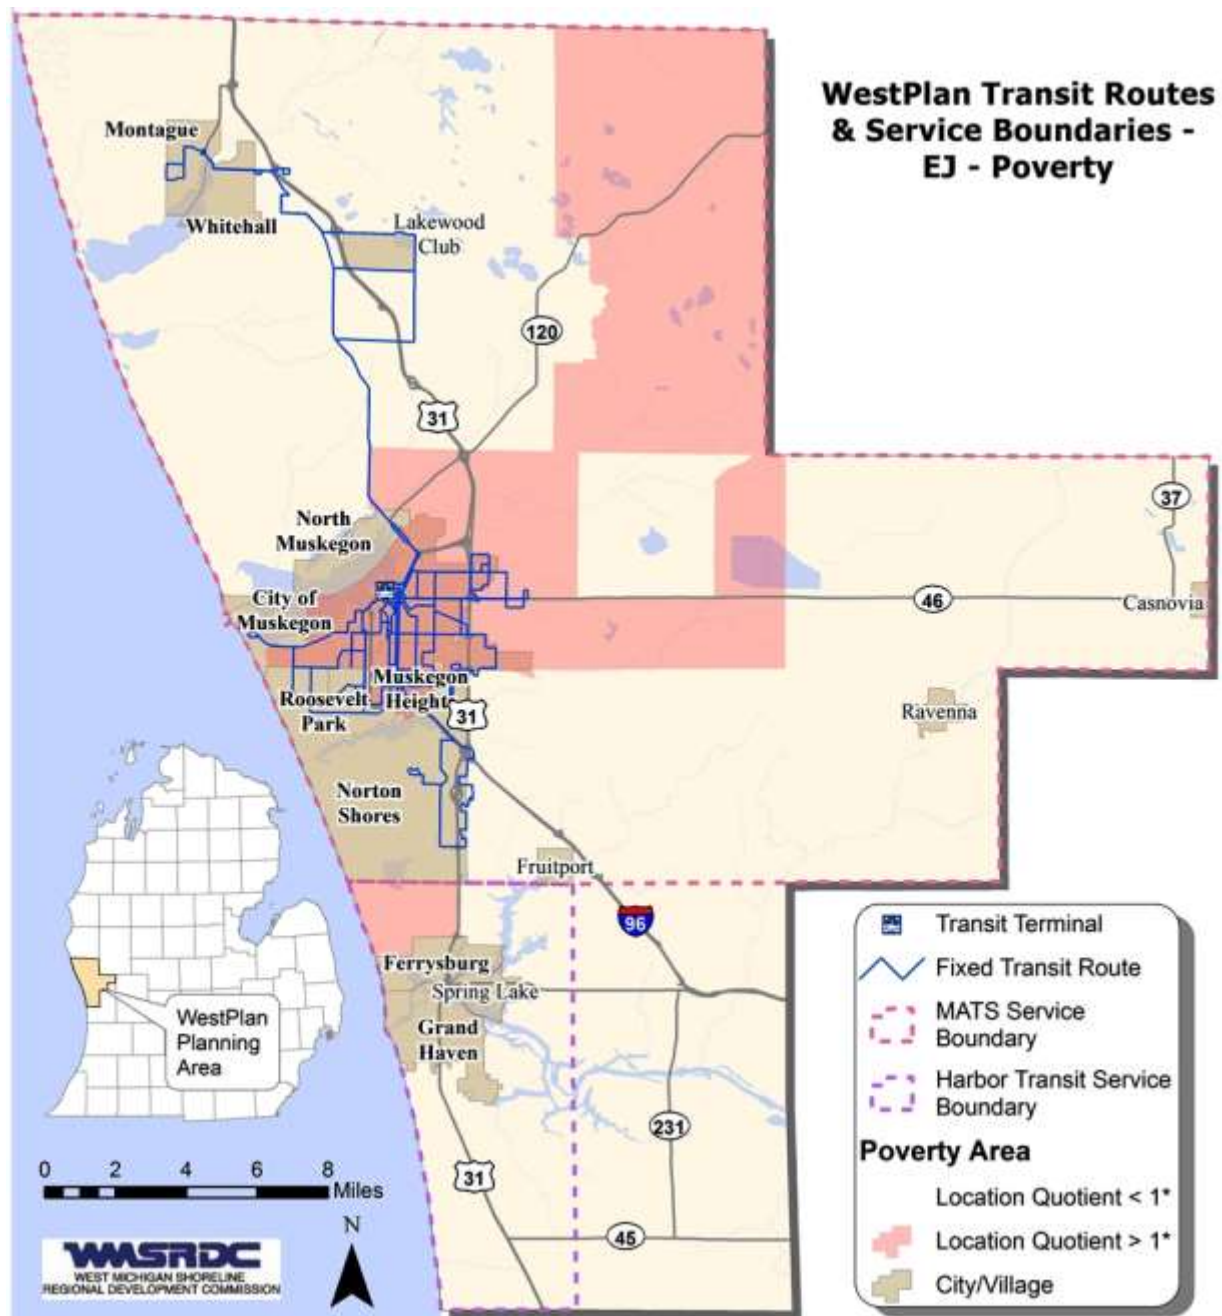 WestPlan Transit Routes
& Service Boundaries -
EJ - Poverty
Montague
Whitehall
Lakewood
Club
120
31
37
North
Muskegon
City of
Muskegon
46
Casnovia
Muskegon
Heights
Roosevelt
Park
31
Ravenna
Norton
Shores
Fruitport
96
Ferrysburg
Spring Lake
Grand
Haven
231
31
45
WestPlan
Planning
Area
0 2 4 6 8
Miles
N
WMSRDC
WEST MICHIGAN SHORELINE
REGIONAL DEVELOPMENT COMMISSION
Transit Terminal
Fixed Transit Route
MATS Service
Boundary
Harbor Transit Service
Boundary
Poverty Area
Location Quotient < 1*
Location Quotient > 1*
City/Village